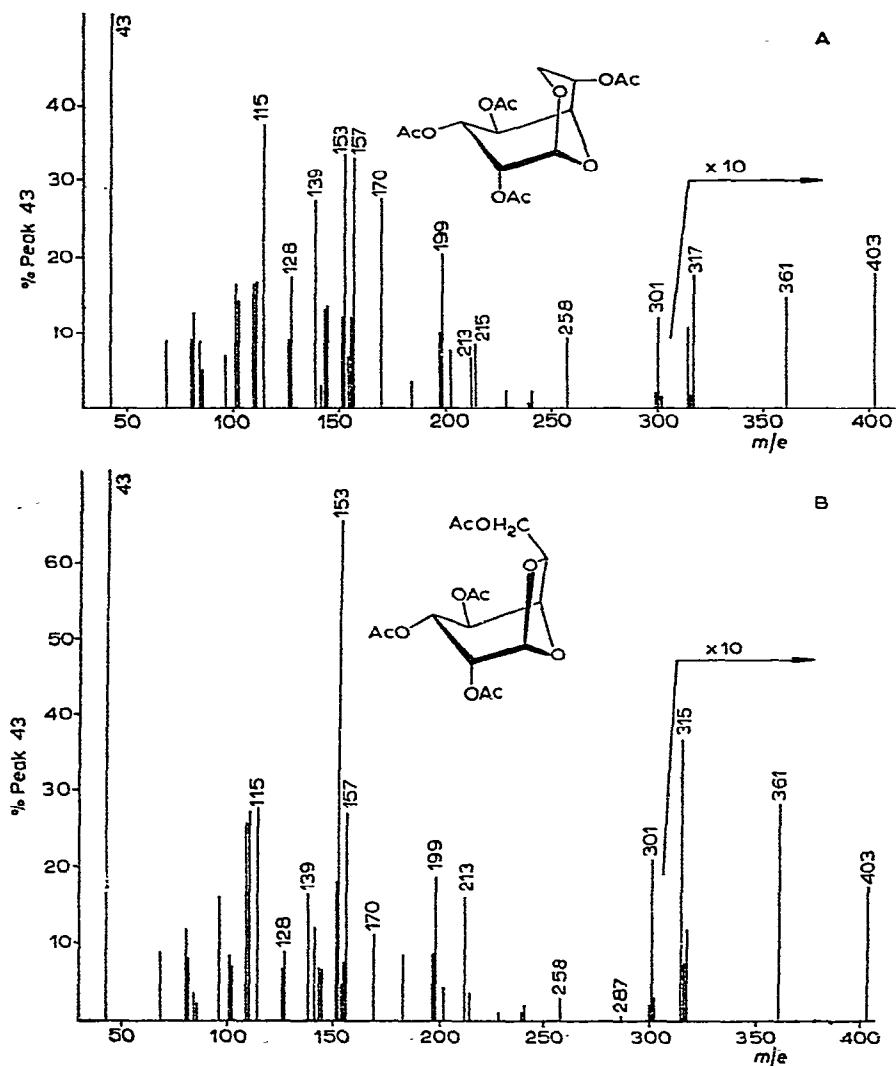 A
43
OAc
O
OAc
AcO
O
OAc
115
153
157
139
170
128
199
213
215
258
301
317
361
403
x 10
% Peak 43
40
30
20
10
50
100
150
200
250
300
350
400
m/e
B
43
153
AcOH₂C
O
OAc
AcO
O
OAc
115
157
139
128
170
199
213
258
287
301
315
361
403
x 10
% Peak 43
60
50
40
30
20
10
50
100
150
200
250
300
350
400
m/e